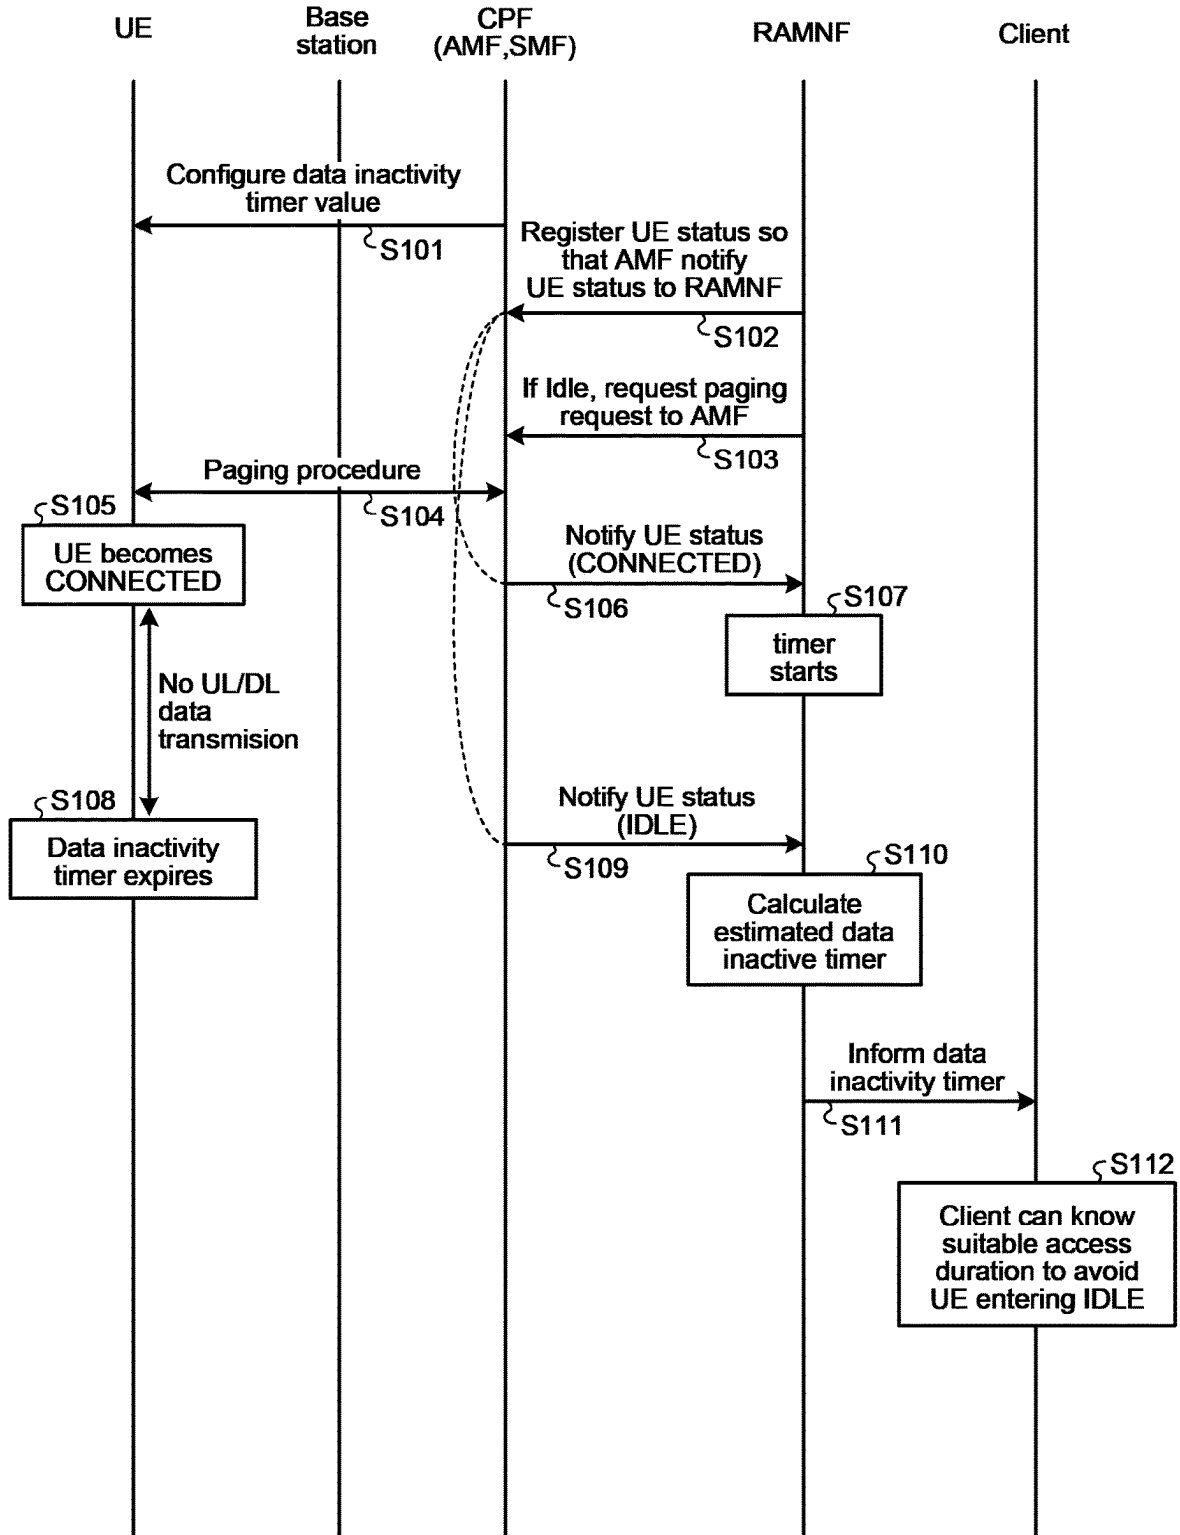 UE
Base
station
CPF
(AMF,SMF)
RAMNF
Client
Configure data inactivity
timer value
S101
Register UE status so
that AMF notify
UE status to RAMNF
S102
If Idle, request paging
request to AMF
S103
Paging procedure
S104
S105
UE becomes
CONNECTED
Notify UE status
(CONNECTED)
S106
S107
timer
starts
No UL/DL
data
transmision
S108
Data inactivity
timer expires
Notify UE status
(IDLE)
S109
S110
Calculate
estimated data
inactive timer
Inform data
inactivity timer
S111
S112
Client can know
suitable access
duration to avoid
UE entering IDLE